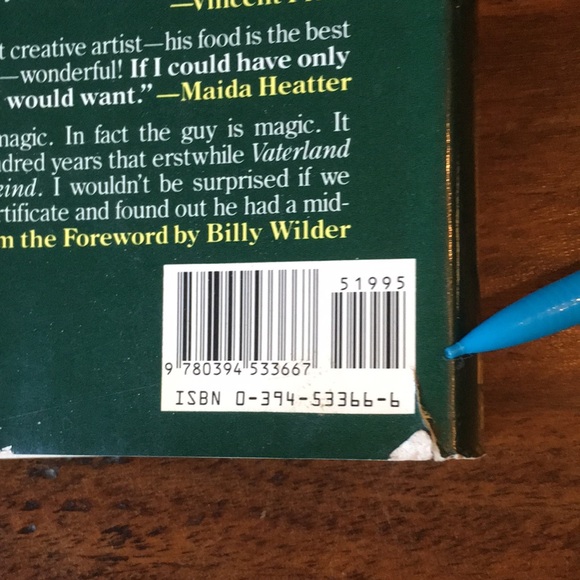 —Vincent P
t creative artist—his food is the best
—wonderful! If I could have only
would want.” —Maida Heatter
magic. In fact the guy is magic. It
dred years that erstwhile Vaterland
eind. I wouldn't be surprised if we
rtificate and found out he had a mid-
m the Foreword by Billy Wilder
51995
9 780394 533667
ISBN 0-394-53366-6